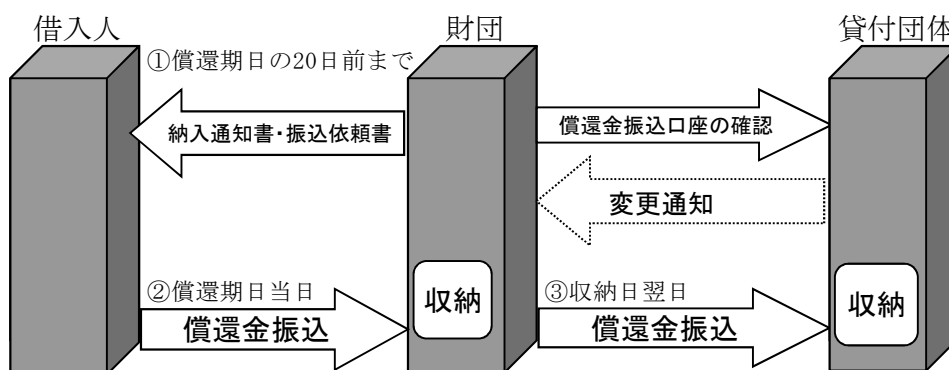 借入人
財団
貸付団体
①償還期日の20日前まで
納入通知書・振込依頼書
償還金振込口座の確認
変更通知
②償還期日当日
収納
③収納日翌日
収納
償還金振込
償還金振込